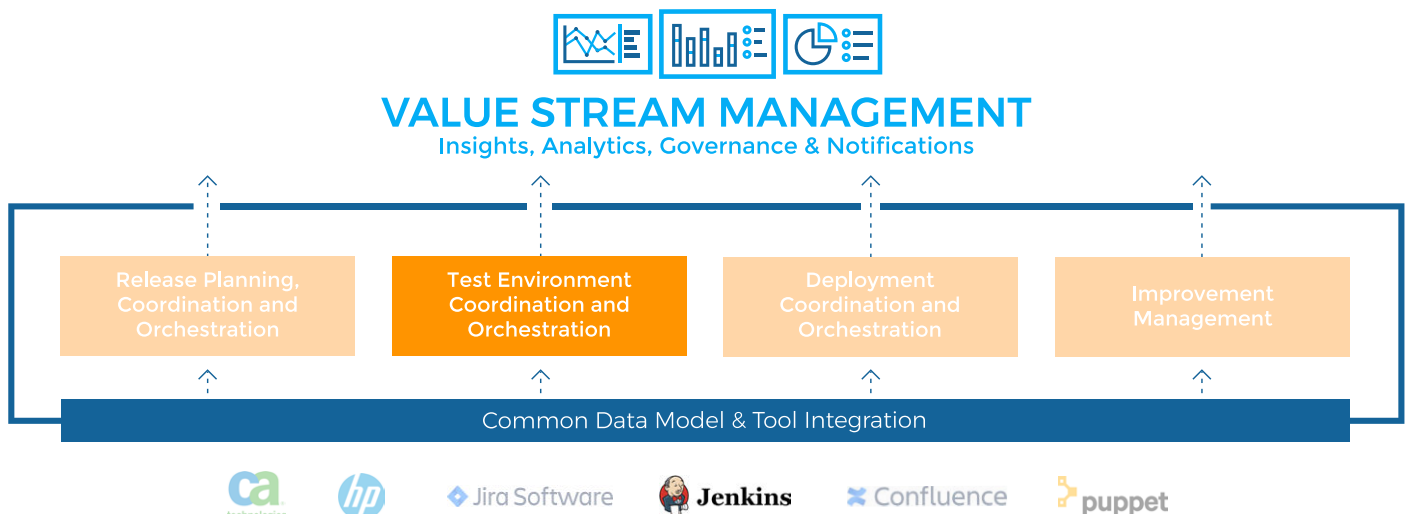 VALUE STREAM MANAGEMENT
Insights, Analytics, Governance & Notifications
Release Planning,
Coordination and
Orchestration
Test Environment
Coordination and
Orchestration
Deployment
Coordination and
Orchestration
Improvement
Management
Common Data Model & Tool Integration
ca
technologies
hp
Jira Software
Jenkins
Confluence
puppet